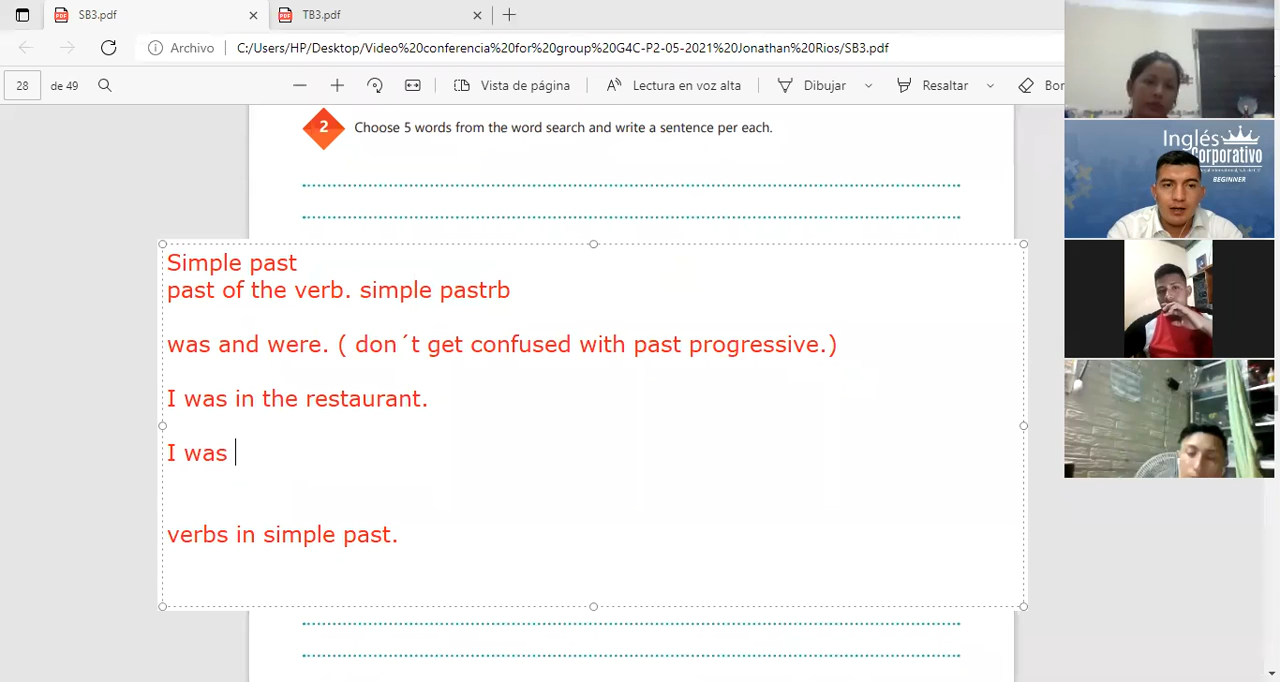 SB3.pdf
TB3.pdf
Archivo
C:/Users/HP/Desktop/Video%20conferencia%20for%20group%20G4C-P2-05-2021%20Jonathan%20Rios/SB3.pdf
28 de 49
Vista de página
Lectura en voz alta
Dibujar
Resaltar
Bor
2 Choose 5 words from the word search and write a sentence per each.
Simple past
past of the verb. simple pastrb
was and were. ( don´t get confused with past progressive.)
I was in the restaurant.
I was
verbs in simple past.
Inglés
Corporativo
BEGINNER